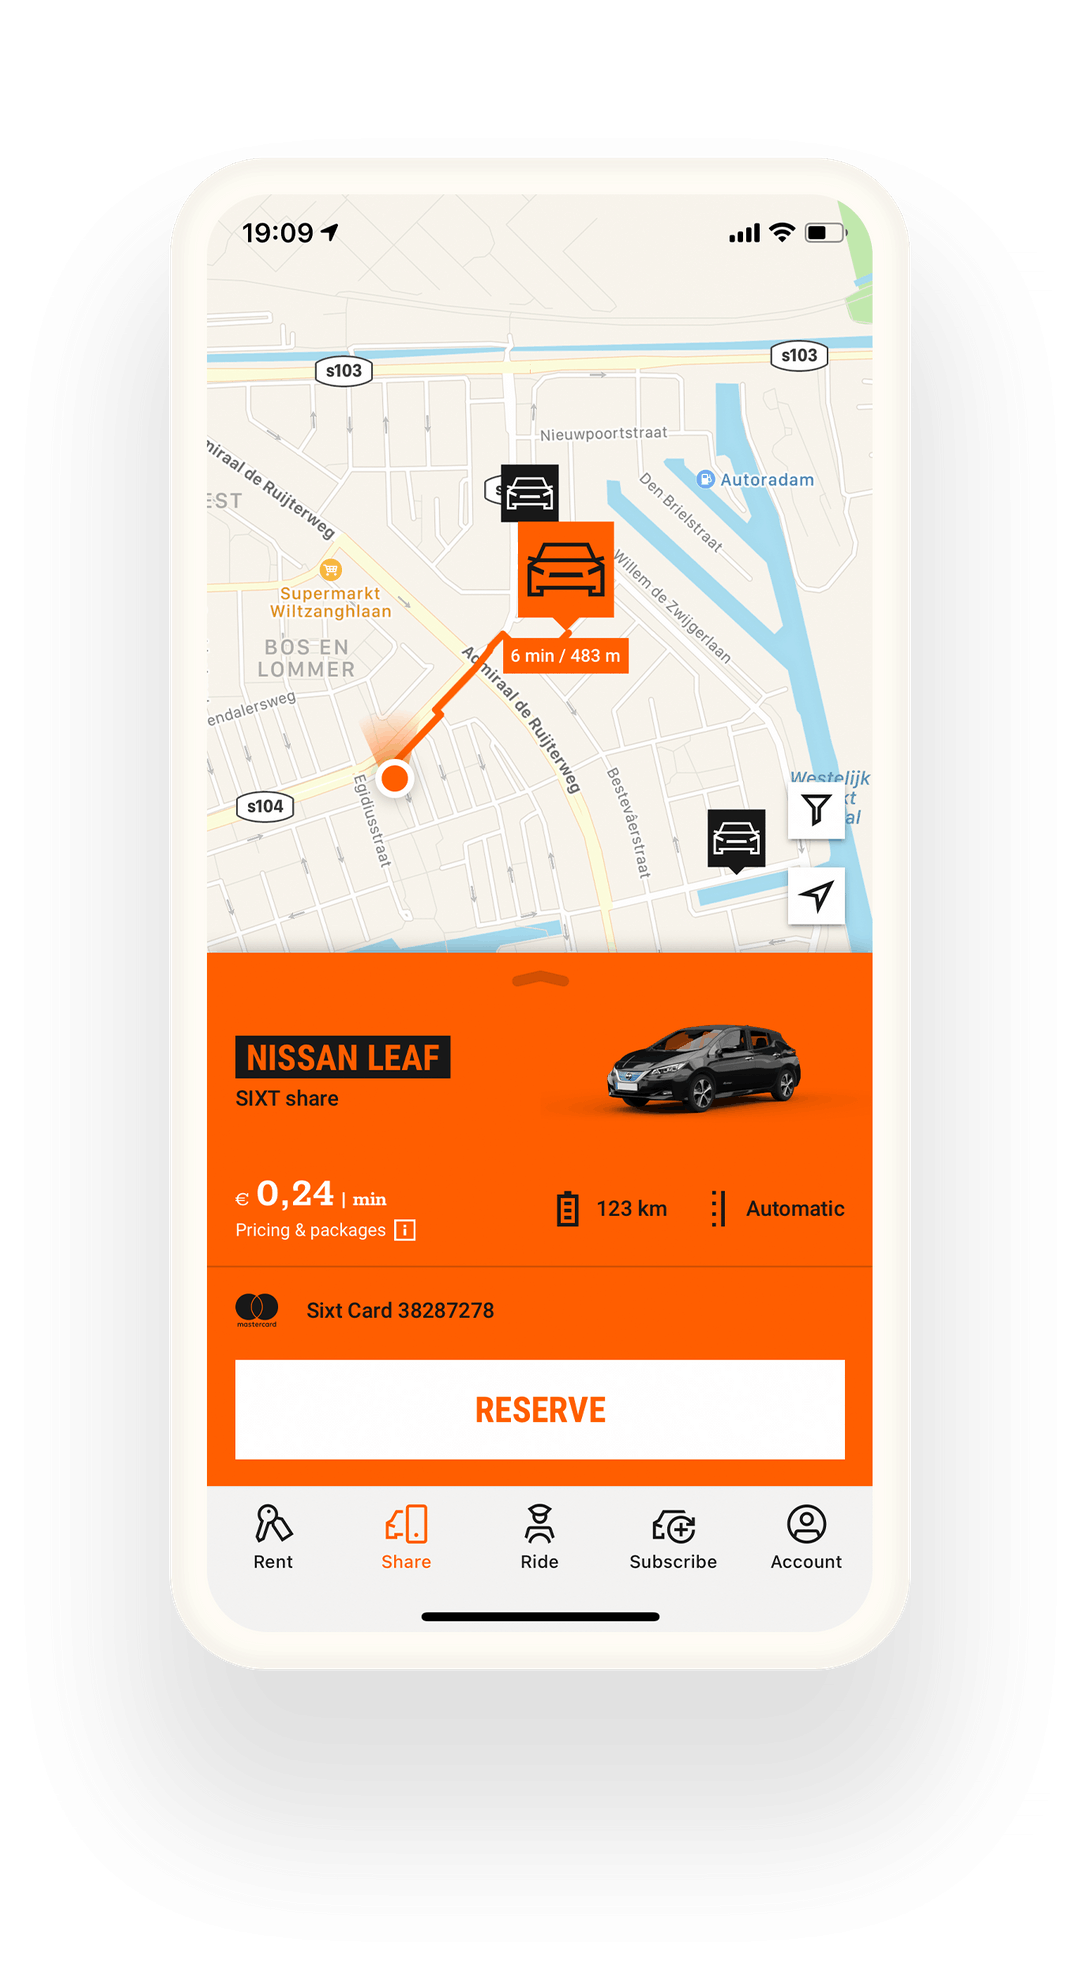 19:09
s103
s103
Nieuwpoortstraat
miraal de Ruijterweg
Autoradam
EST
Den Brielstraat
Supermarkt
Wiltzanghlaan
Willem de Zwijgerlaan
BOS EN
LOMMER
6 min / 483 m
Admiraal de Ruijterweg
endalersweg
Westelijk
kt
al
s104
Egidiusstraat
Bestevâerstraat
NISSAN LEAF
SIXT share
€ 0,24 | min
Pricing & packages i
123 km
Automatic
mastercard
Sixt Card 38287278
RESERVE
Rent
Share
Ride
Subscribe
Account